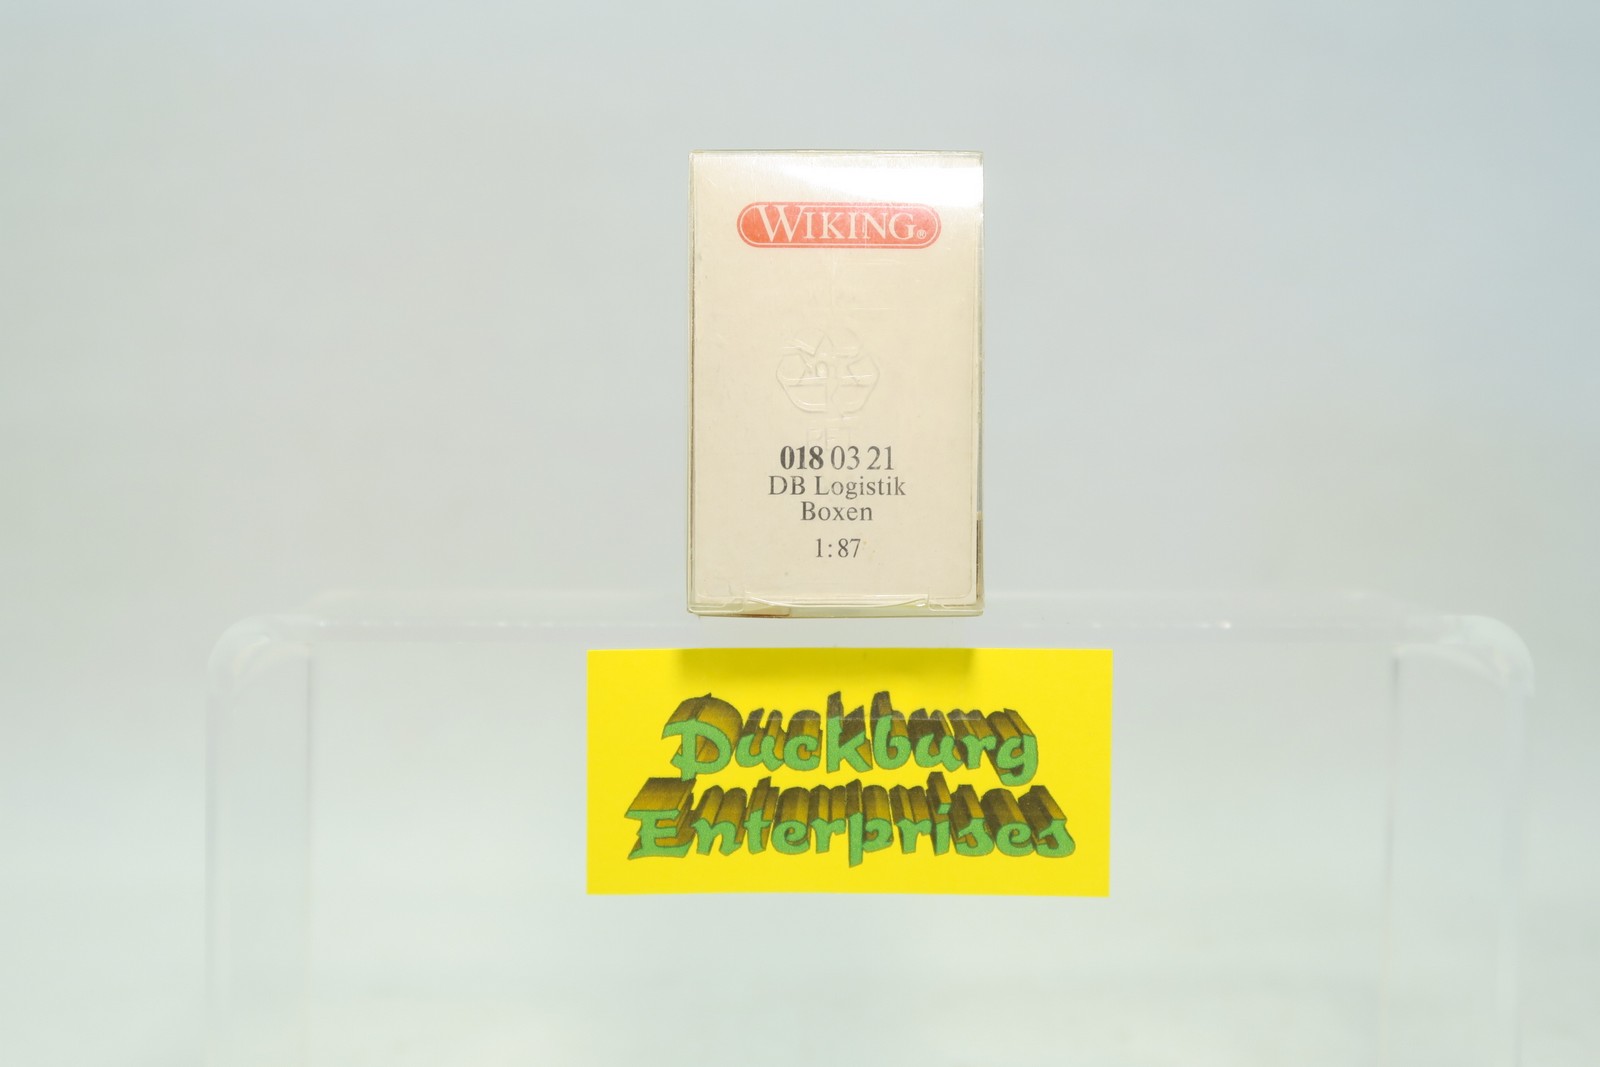 WIKING®
018 03 21
DB Logistik
Boxen
1:87
Duckburg
Enterprises